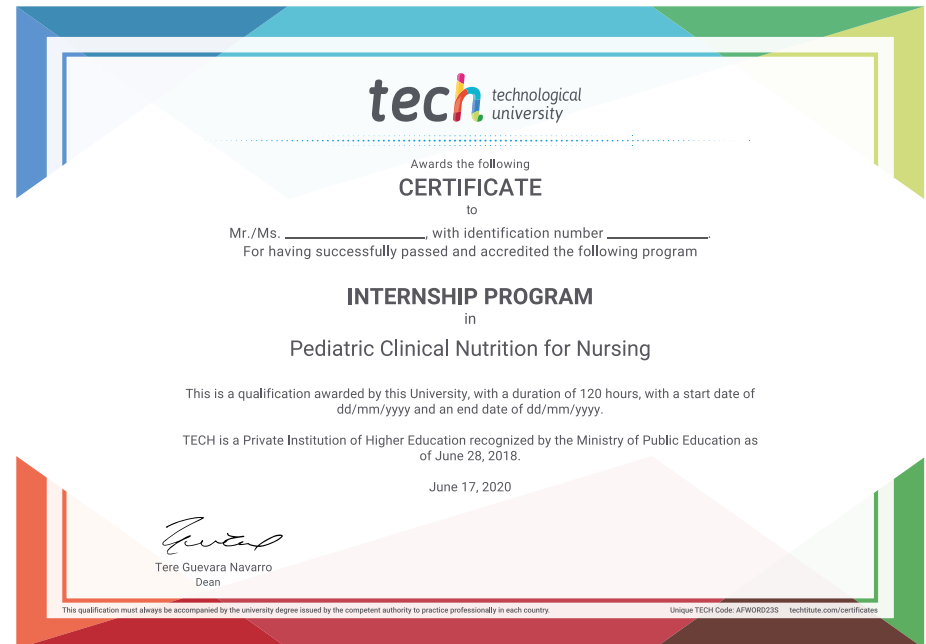 tech technological
university
Awards the following
CERTIFICATE
to
Mr./Ms. ____________________, with identification number ______________.
For having successfully passed and accredited the following program
INTERNSHIP PROGRAM
in
Pediatric Clinical Nutrition for Nursing
This is a qualification awarded by this University, with a duration of 120 hours, with a start date of
dd/mm/yyyy and an end date of dd/mm/yyyy.
TECH is a Private Institution of Higher Education recognized by the Ministry of Public Education as
of June 28, 2018.
June 17, 2020
Tere Guevara Navarro
Dean
This qualification must always be accompanied by the university degree issued by the competent authority to practice professionally in each country.
Unique TECH Code: AFWORD23S techtitute.com/certificates